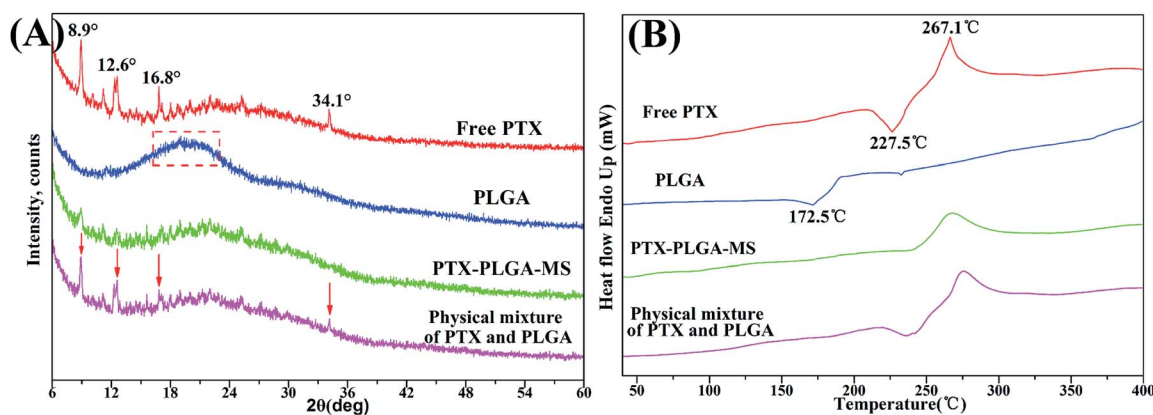 (A)
8.9°
12.6°
16.8°
34.1°
Free PTX
PLGA
PTX-PLGA-MS
Physical mixture
of PTX and PLGA
Intensity, counts
6 12 18 24 30 36 42 48 54 60
2θ(deg)
(B)
267.1℃
Free PTX
227.5℃
PLGA
172.5℃
PTX-PLGA-MS
Physical mixture
of PTX and PLGA
Heat flow Endo Up (mW)
50 100 150 200 250 300 350 400
Temperature(℃)